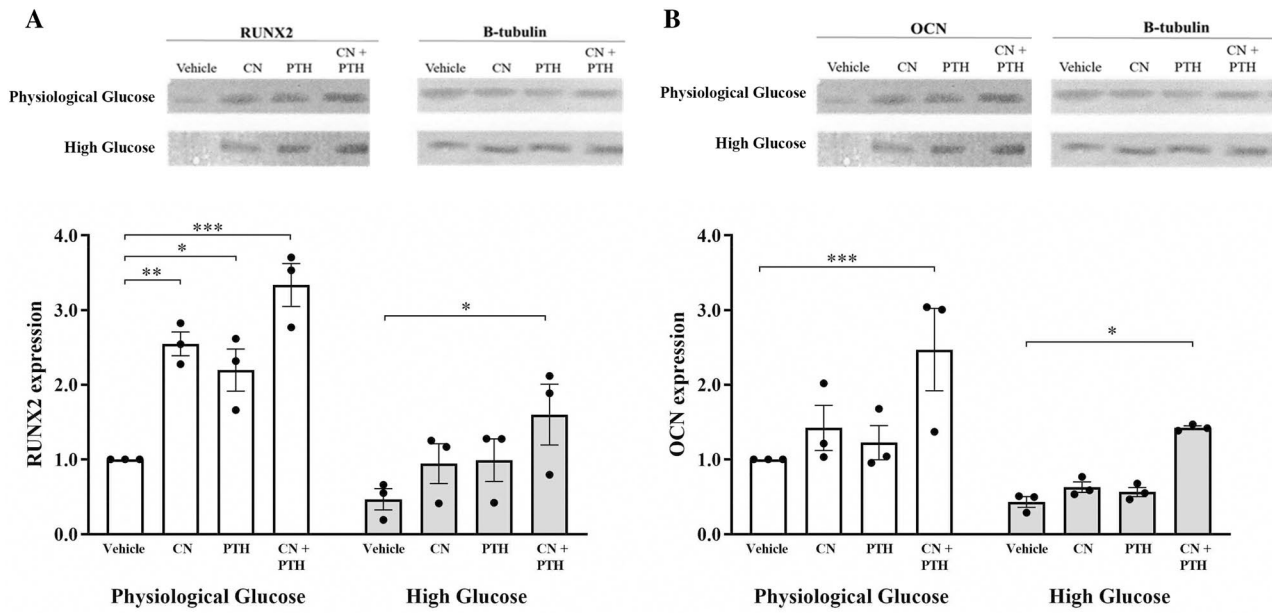 A
RUNX2
B-tubulin
Vehicle CN PTH CN + PTH
Vehicle CN PTH CN + PTH
Physiological Glucose
High Glucose
RUNX2 expression
4.0
3.0
2.0
1.0
0.0
***
*
**
*
Vehicle CN PTH CN + PTH
Vehicle CN PTH CN + PTH
Physiological Glucose
High Glucose
B
OCN
B-tubulin
Vehicle CN PTH CN + PTH
Vehicle CN PTH CN + PTH
Physiological Glucose
High Glucose
OCN expression
4.0
3.0
2.0
1.0
0.0
***
*
Vehicle CN PTH CN + PTH
Vehicle CN PTH CN + PTH
Physiological Glucose
High Glucose